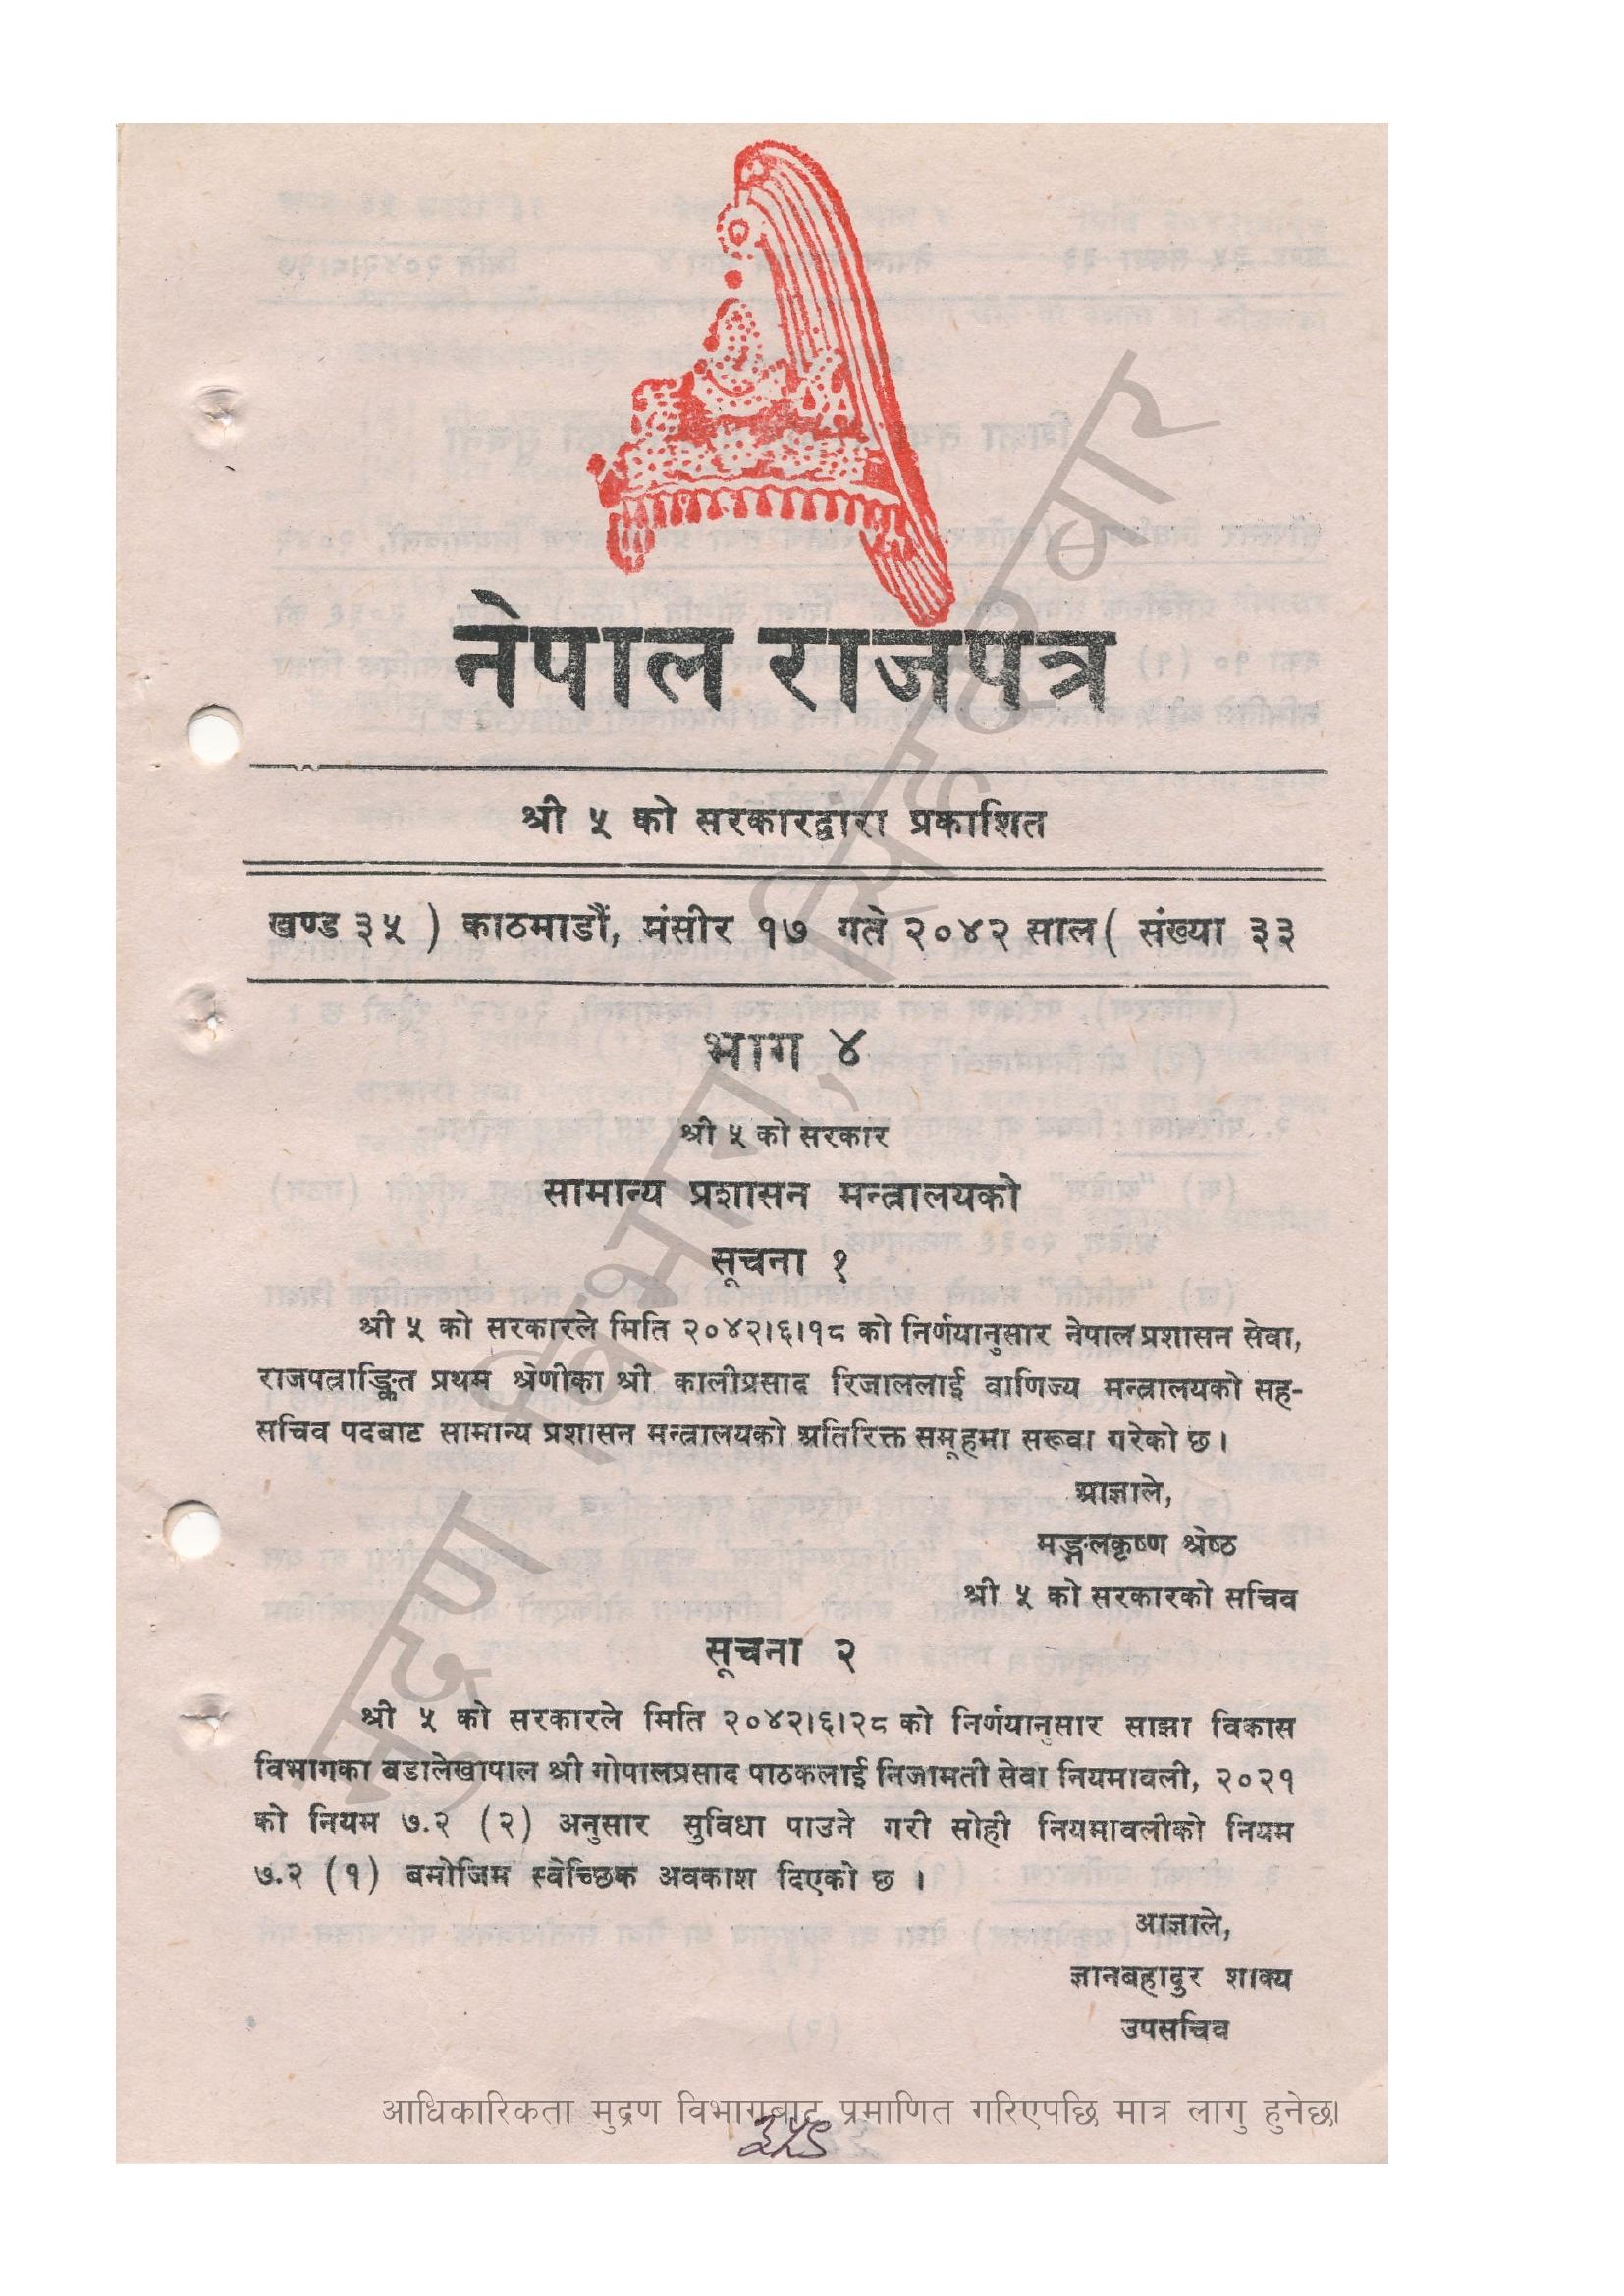 नेपाल राजपत्र
श्री ५ को सरकारद्वारा प्रकाशित
खण्ड ३५ ) काठमाडौं, मंसीर १७ गते २०४२ साल ( संख्या ३३
भाग ४
श्री ५ को सरकार
सामान्य प्रशासन मन्त्रालयको
सूचना १
श्री ५ को सरकारले मिति २०४२।६।१८ को निर्णयानुसार नेपाल प्रशासन सेवा,
राजपत्राङ्कित प्रथम श्रेणीका श्री कालीप्रसाद रिजाललाई वाणिज्य मन्त्रालयको सह-
सचिव पदबाट सामान्य प्रशासन मन्त्रालयको अतिरिक्त समूहमा सरूवा गरेको छ ।
आज्ञाले,
मङ्गलकृष्ण श्रेष्ठ
श्री ५ को सरकारको सचिव
सूचना २
श्री ५ को सरकारले मिति २०४२।६।२८ को निर्णयानुसार साझा विकास
विभागका बडालेखापाल श्री गोपालप्रसाद पाठकलाई निजामती सेवा नियमावली, २०२१
को नियम ७.२ (२) अनुसार सुविधा पाउने गरी सोही नियमावलीको नियम
७.२ (१) बमोजिम स्वेच्छिक अवकाश दिएको छ ।
आज्ञाले,
ज्ञानबहादुर शाक्य
उपसचिव
मुद्रण विभाग, सिंहदरवार
आधिकारिकता मुद्रण विभागबाट प्रमाणित गरिएपछि मात्र लागु हुनेछ।